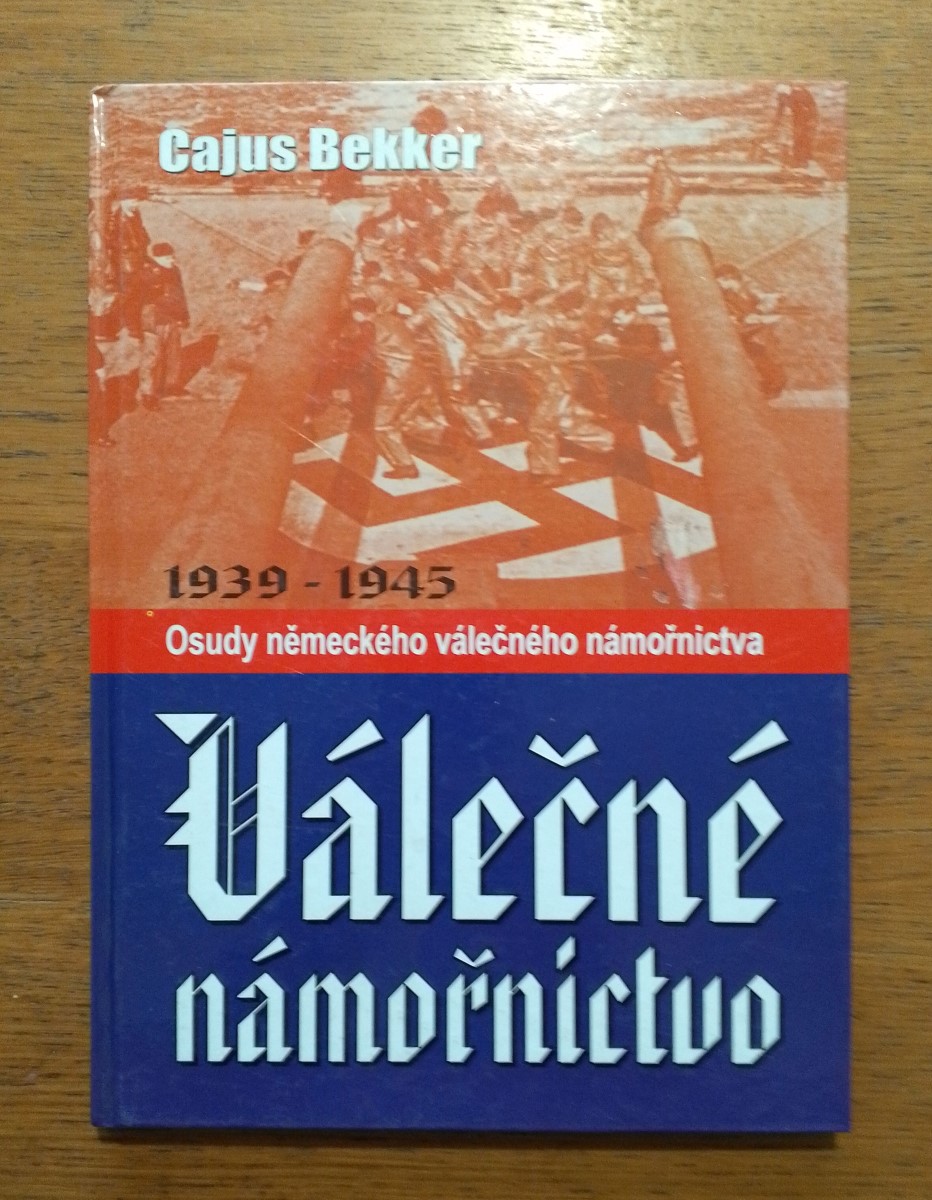 Cajus Bekker
1939 - 1945
Osudy německého válečného námořnictva
Válečné
námořnictvo